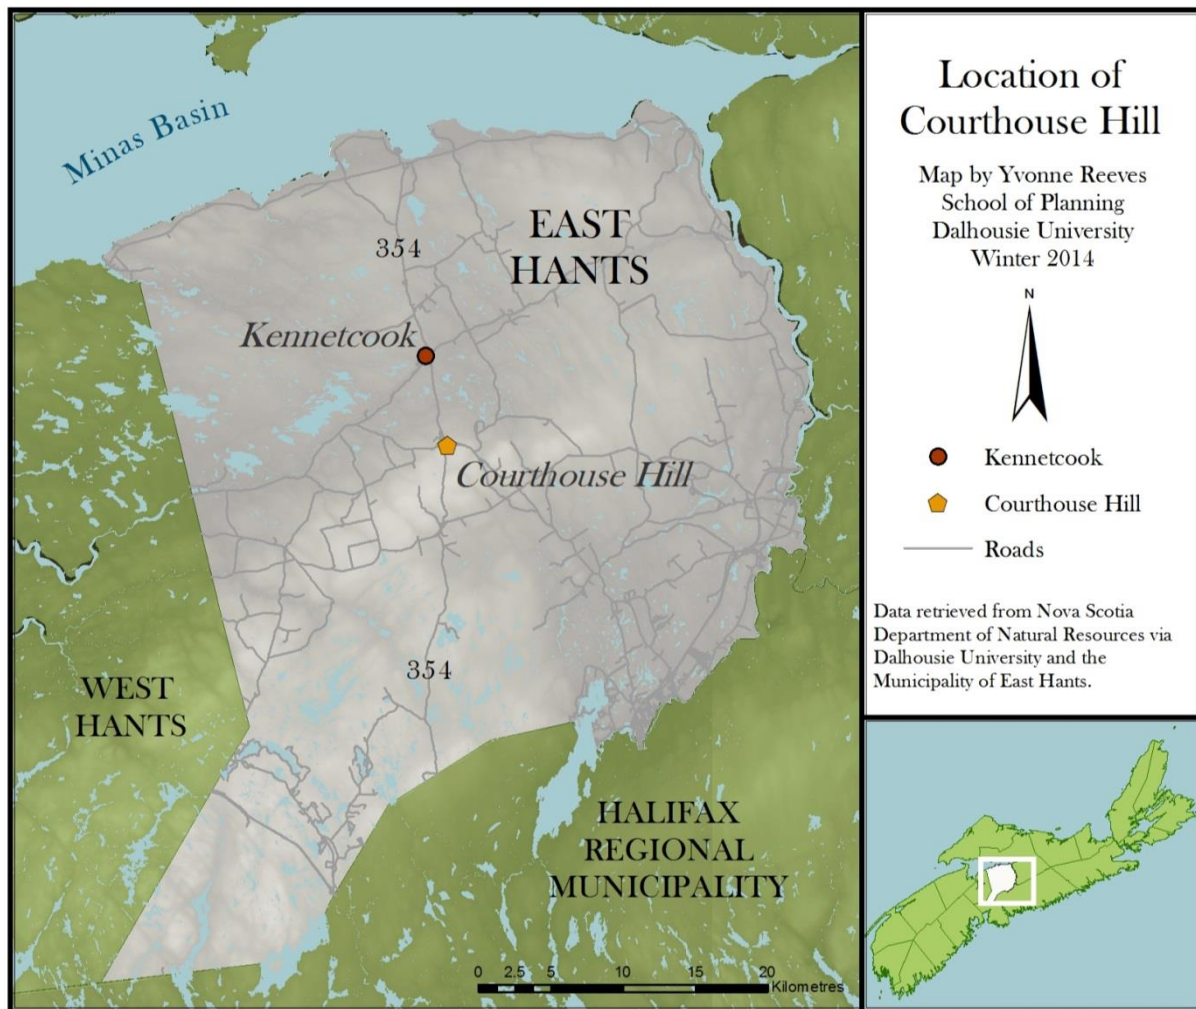 Minas Basin
354
EAST
HANTS
Kennetcook
Courthouse Hill
354
WEST
HANTS
HALIFAX
REGIONAL
MUNICIPALITY
0 2.5 5 10 15 20
Kilometres
Location of
Courthouse Hill
Map by Yvonne Reeves
School of Planning
Dalhousie University
Winter 2014
N
Kennetcook
Courthouse Hill
Roads
Data retrieved from Nova Scotia
Department of Natural Resources via
Dalhousie University and the
Municipality of East Hants.